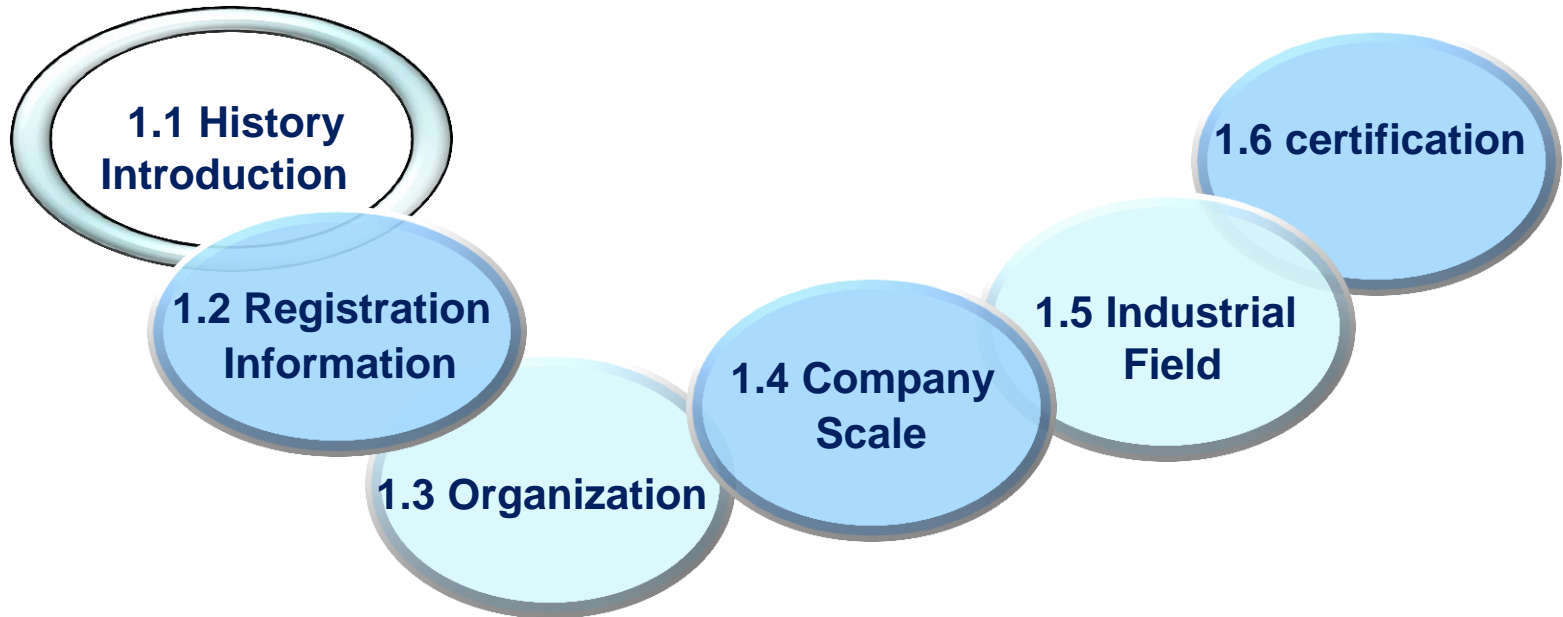 1.1 History
Introduction
1.2 Registration
Information
1.3 Organization
1.4 Company
Scale
1.5 Industrial
Field
1.6 certification